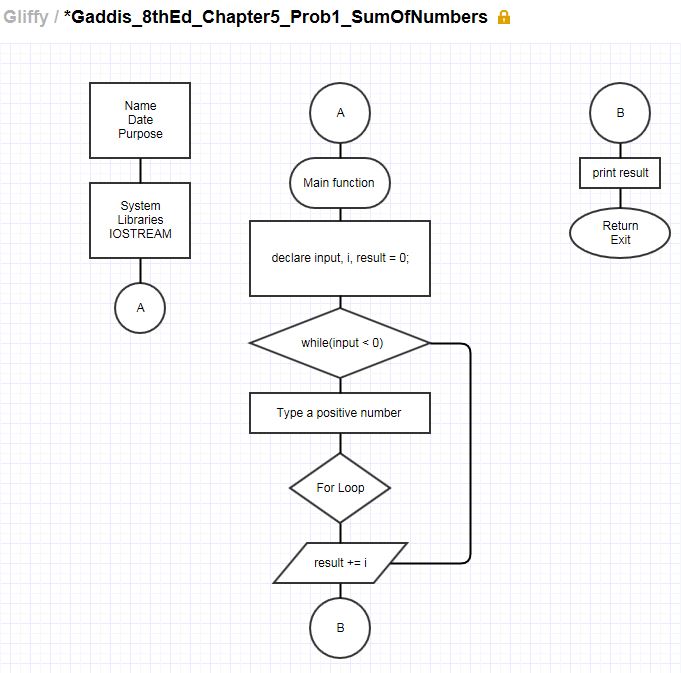 Gliffy / *Gaddis_8thEd_Chapter5_Prob1_SumOfNumbers
Name
Date
Purpose
System
Libraries
IOSTREAM
A
A
Main function
declare input, i, result = 0;
while(input < 0)
Type a positive number
For Loop
result += i
B
B
print result
Return
Exit